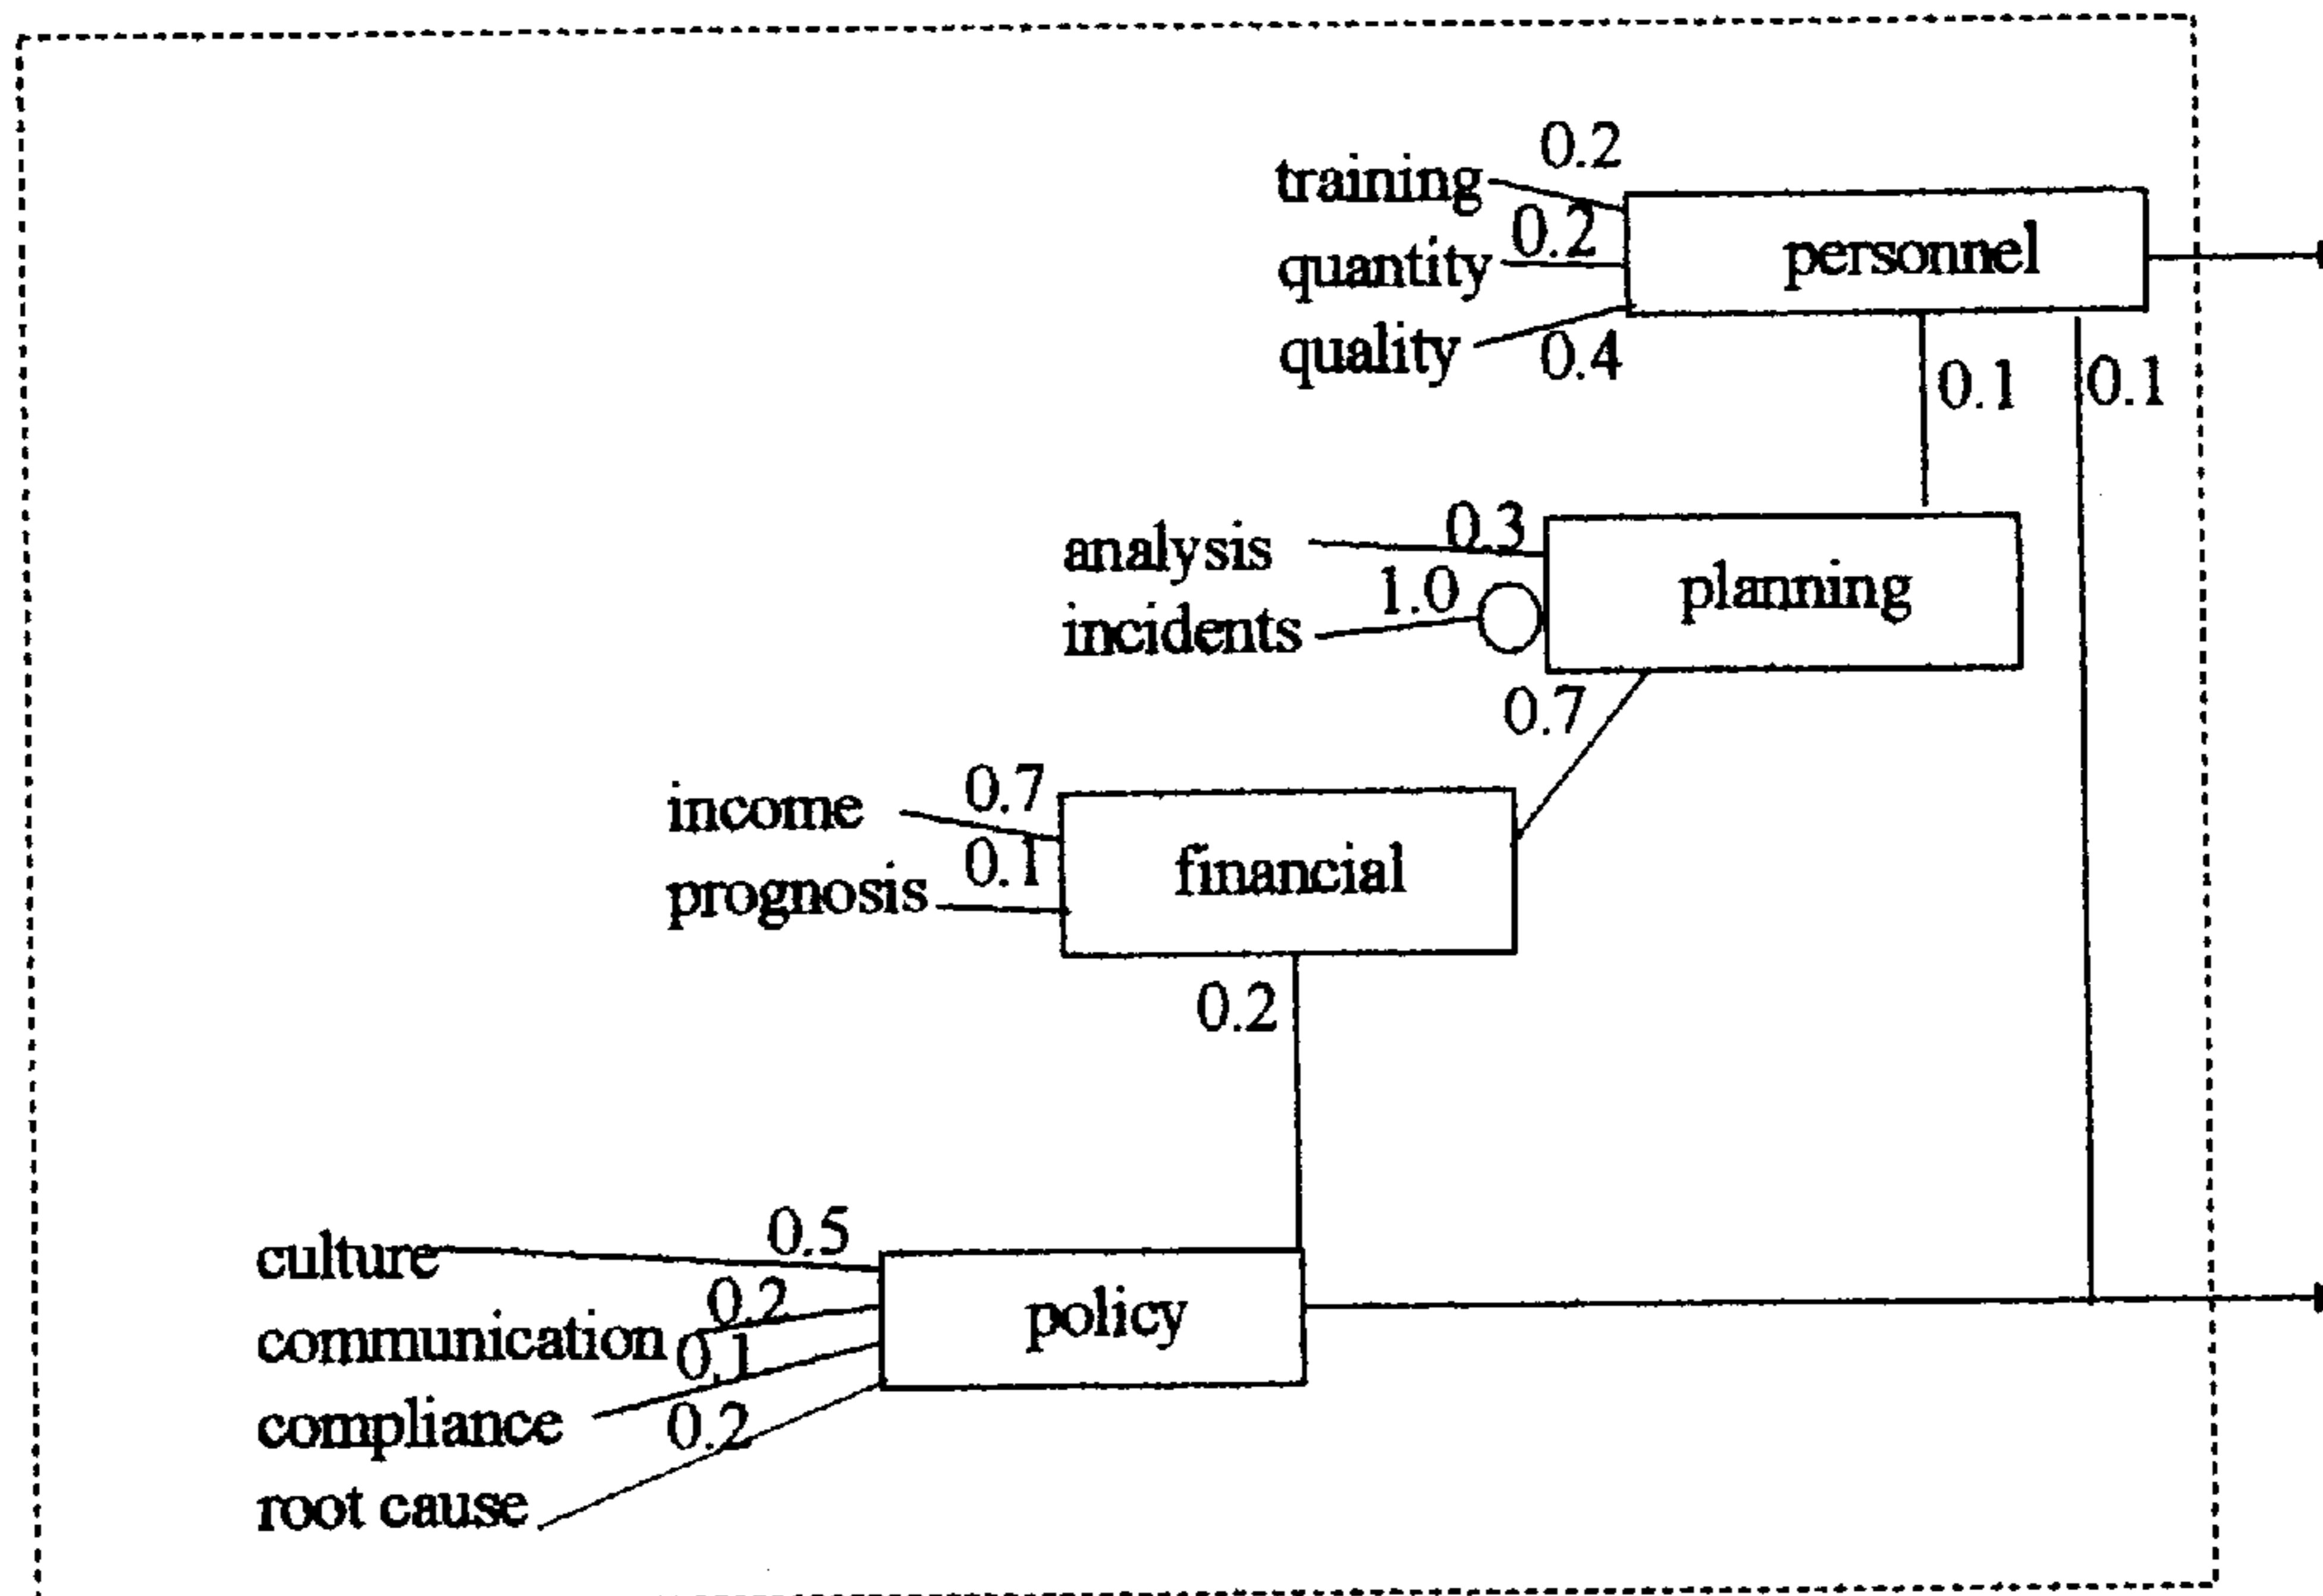 0.2
training
0.2
personnel
quantity
quality
0.4
0.1
0.1
0.3
analysis
1.0
planning
incidents
0.7
0.7
income
0.1
financial
prognosis
0.2
0.5
culture
0.2
policy
communication
0.1
compliance
0.2
root cause